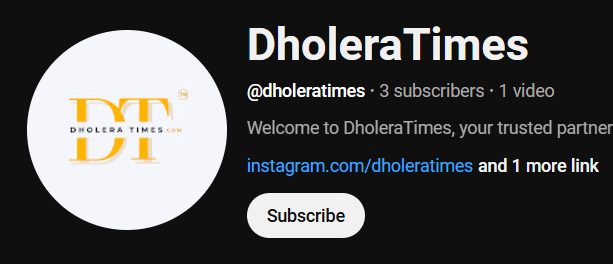 DholeraTimes
@dholeratimes · 3 subscribers · 1 video
Welcome to DholeraTimes, your trusted partner
instagram.com/dholeratimes and 1 more link
Subscribe
DT
TM
DHOLERA TIMES.COM